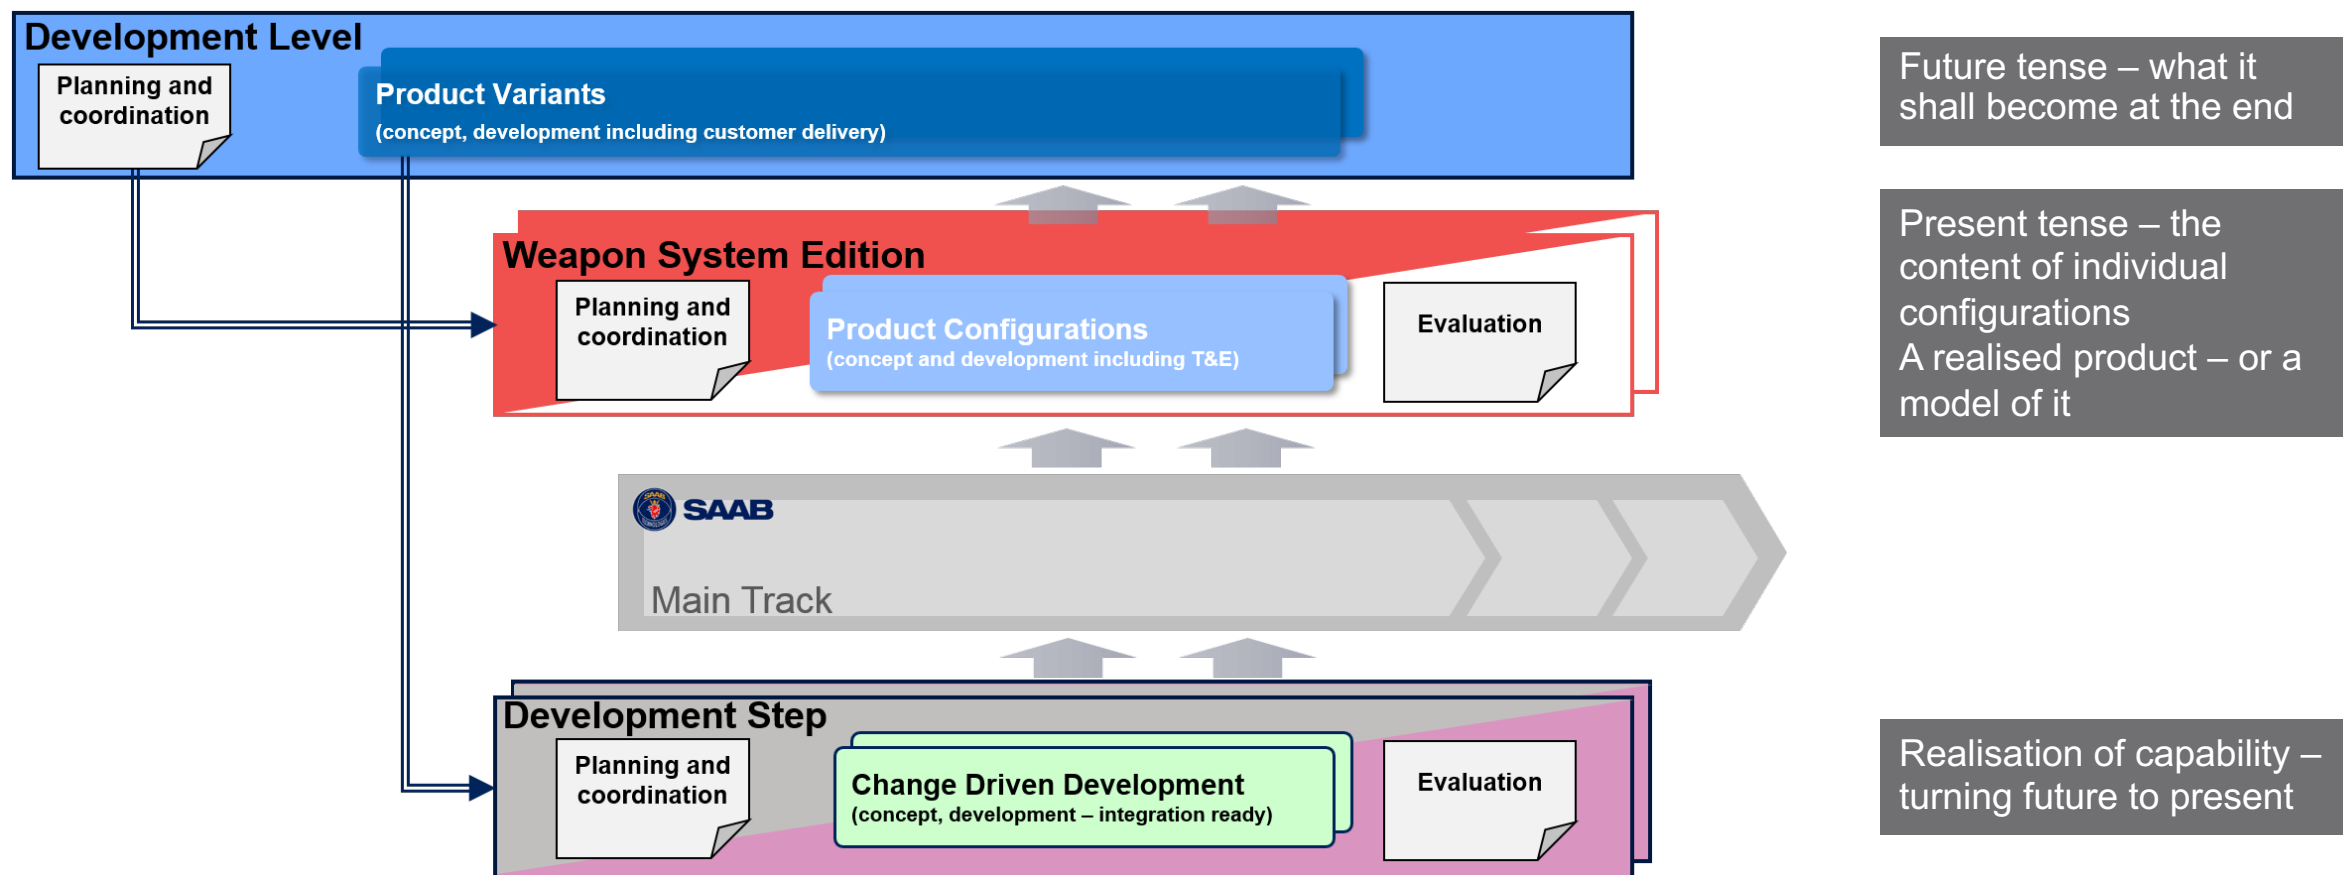 Development Level
Planning and
coordination
Product Variants
(concept, development including customer delivery)
Future tense – what it
shall become at the end
Weapon System Edition
Planning and
coordination
Product Configurations
(concept and development including T&E)
Evaluation
Present tense – the
content of individual
configurations
A realised product – or a
model of it
SAAB
SAAB
Main Track
Development Step
Planning and
coordination
Change Driven Development
(concept, development – integration ready)
Evaluation
Realisation of capability –
turning future to present